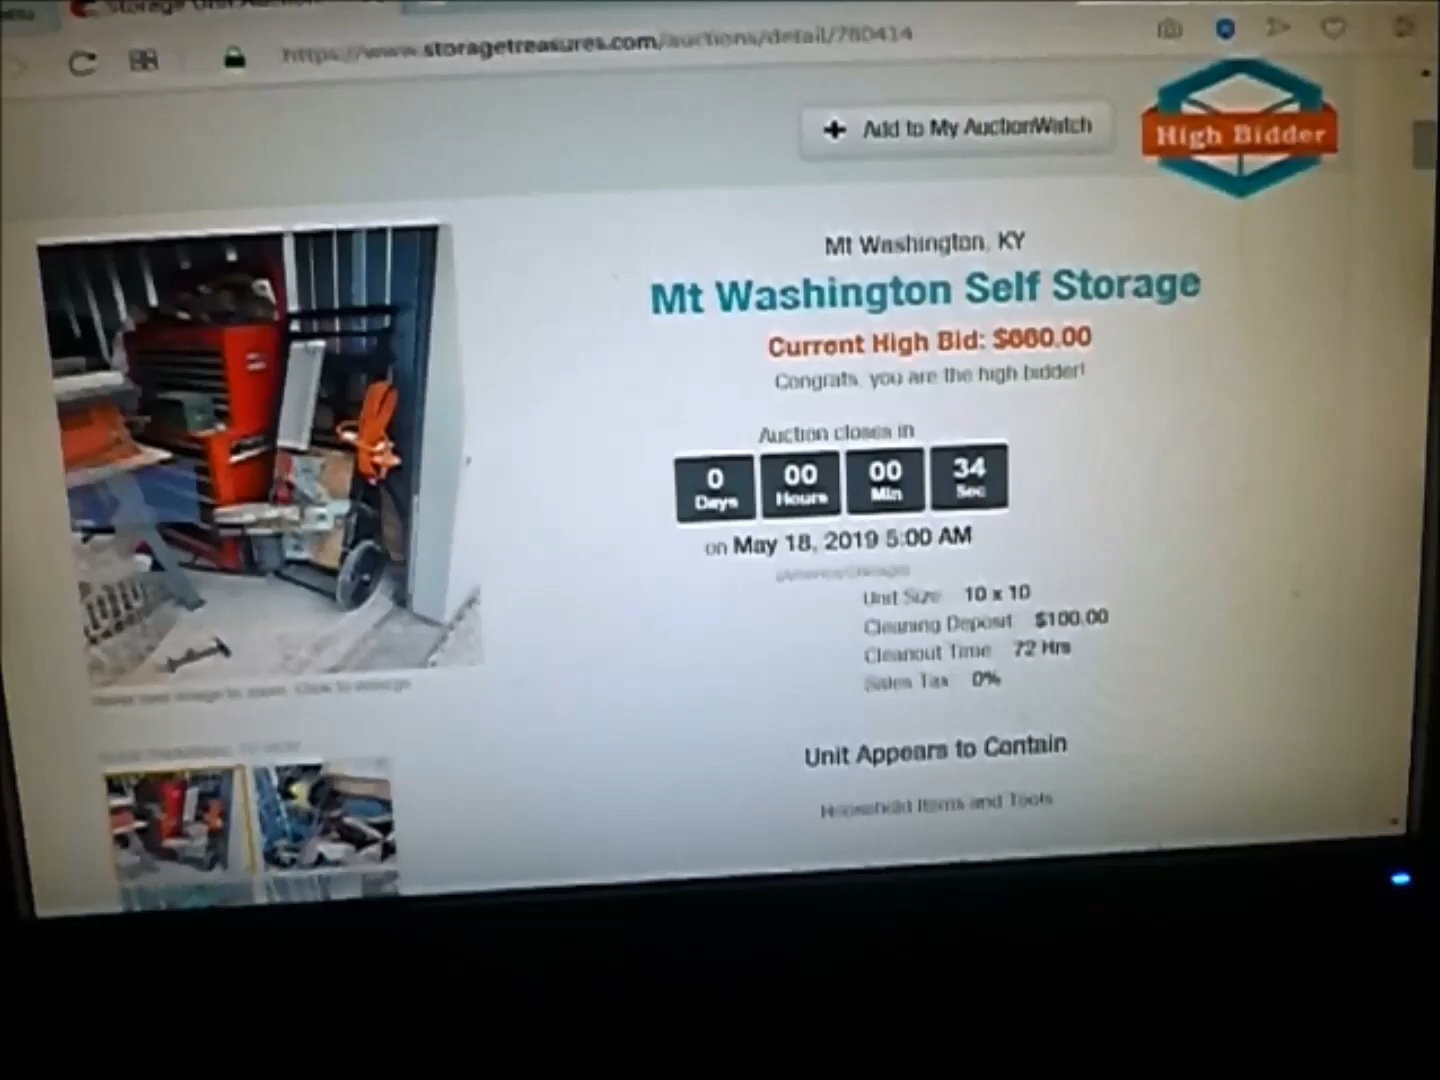 Storage Unit Auction
https://www.storagetreasures.com/auctions/detail/780414
+ Add to My AuctionWatch
High Bidder
Mt Washington, KY
Mt Washington Self Storage
Current High Bid: $660.00
Congrats, you are the high bidder!
Auction closes in
0 00 00 34
Days Hours Min Sec
on May 18, 2019 5:00 AM
Unit Size 10 x 10
Cleaning Deposit $100.00
Cleanout Time 72 Hrs
Sales Tax 0%
Unit Appears to Contain
Household Items and Tools